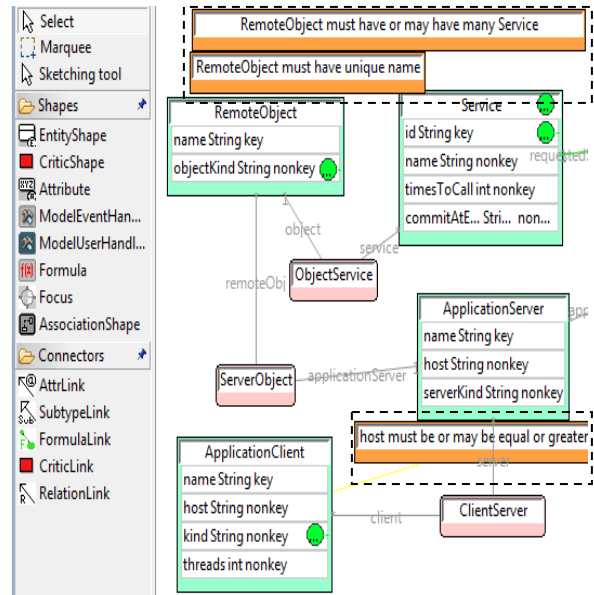 Select
Marquee
Sketching tool
Shapes
EntityShape
CriticShape
Attribute
ModelEventHan...
ModelUserHandl...
Formula
Focus
AssociationShape
Connectors
AttrLink
SubtypeLink
FormulaLink
CriticLink
RelationLink
RemoteObject must have or may have many Service
RemoteObject must have unique name
RemoteObject
name String key
objectKind String nonkey
Service
id String key
name String nonkey
timesToCall int nonkey
commitAtE... Stri... non...
requested
1
object
service
ObjectService
remoteObj
ApplicationServer
name String key
host String nonkey
serverKind String nonkey
app
ServerObject
applicationServer
host must be or may be equal or greater
server
ApplicationClient
name String key
host String nonkey
kind String nonkey
threads int nonkey
client
ClientServer